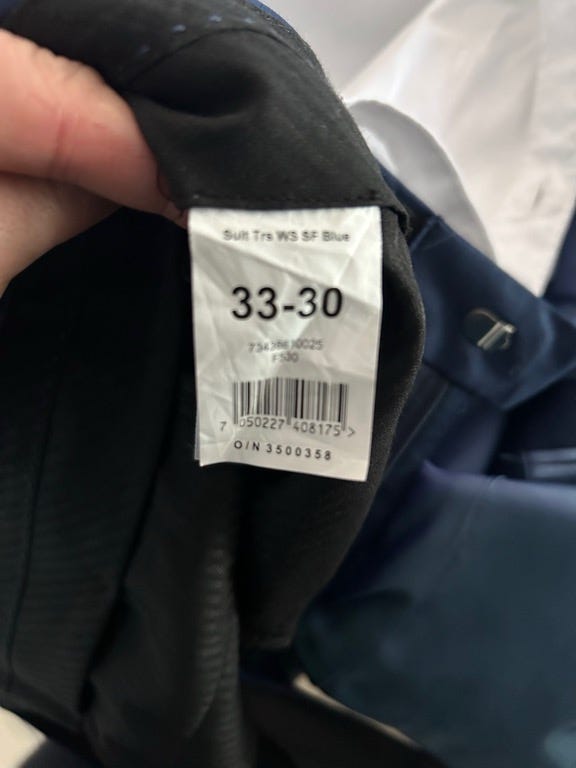 Suit Trs WS SF Blue
33-30
F530
7 050227 408175 >
O/N 3500358